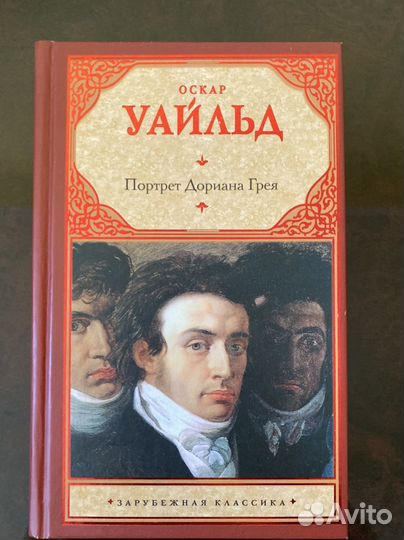 ОСКАР
УАЙЛЬД
Портрет Дориана Грея
ЗАРУБЕЖНАЯ КЛАССИКА
Avito